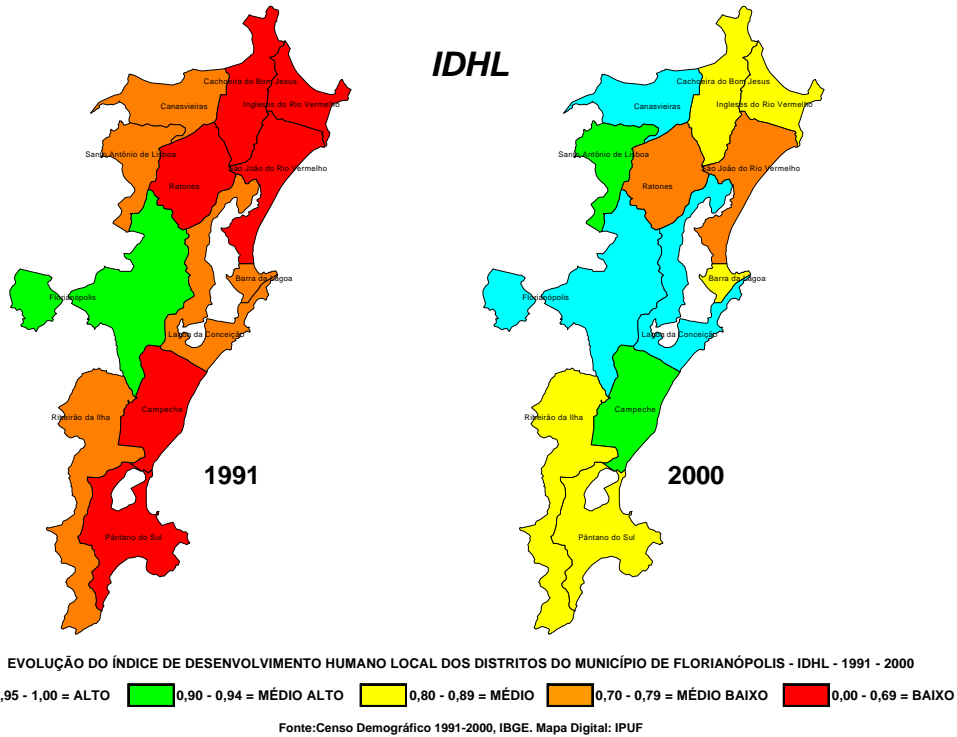 IDHL
Cachoeira do Bom Jesus
Canasvieiras
Ingleses do Rio Vermelho
Santo Antônio de Lisboa
São João do Rio Vermelho
Ratones
Barra da Lagoa
Florianópolis
Lagoa da Conceição
Campeche
Ribeirão da Ilha
1991
Pântano do Sul
Cachoeira do Bom Jesus
Canasvieiras
Ingleses do Rio Vermelho
Santo Antônio de Lisboa
São João do Rio Vermelho
Ratones
Barra da Lagoa
Florianópolis
Lagoa da Conceição
Campeche
Ribeirão da Ilha
2000
Pântano do Sul
EVOLUÇÃO DO ÍNDICE DE DESENVOLVIMENTO HUMANO LOCAL DOS DISTRITOS DO MUNICÍPIO DE FLORIANÓPOLIS - IDHL - 1991 - 2000
,95 - 1,00 = ALTO 0,90 - 0,94 = MÉDIO ALTO 0,80 - 0,89 = MÉDIO 0,70 - 0,79 = MÉDIO BAIXO 0,00 - 0,69 = BAIXO
Fonte:Censo Demográfico 1991-2000, IBGE. Mapa Digital: IPUF